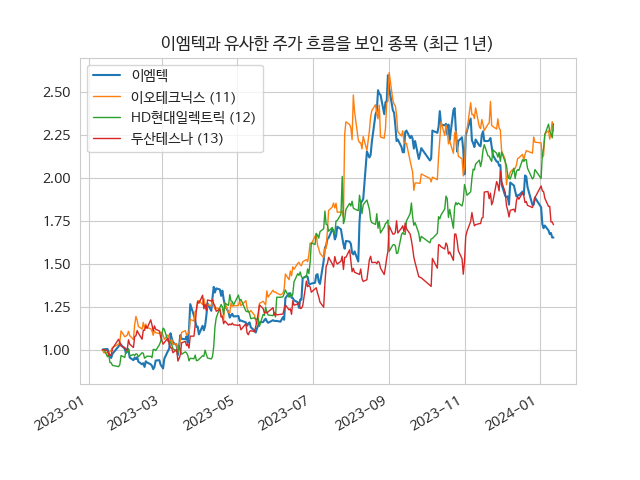 이엠텍과 유사한 주가 흐름을 보인 종목 (최근 1년)
이엠텍
이오테크닉스 (11)
HD현대일렉트릭 (12)
두산테스나 (13)
2.50
2.25
2.00
1.75
1.50
1.25
1.00
2023-01
2023-03
2023-05
2023-07
2023-09
2023-11
2024-01